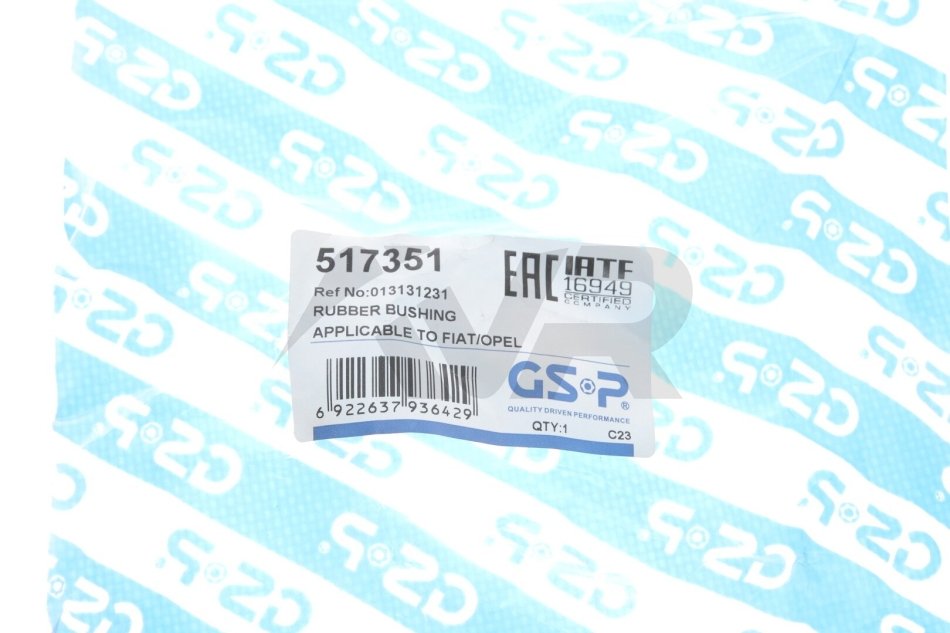 517351
Ref No:013131231
RUBBER BUSHING
APPLICABLE TO FIAT/OPEL
6 922637 936429
EAC
IATF
16949
CERTIFIED
COMPANY
GS-P®
QUALITY DRIVEN PERFORMANCE
QTY:1
C23